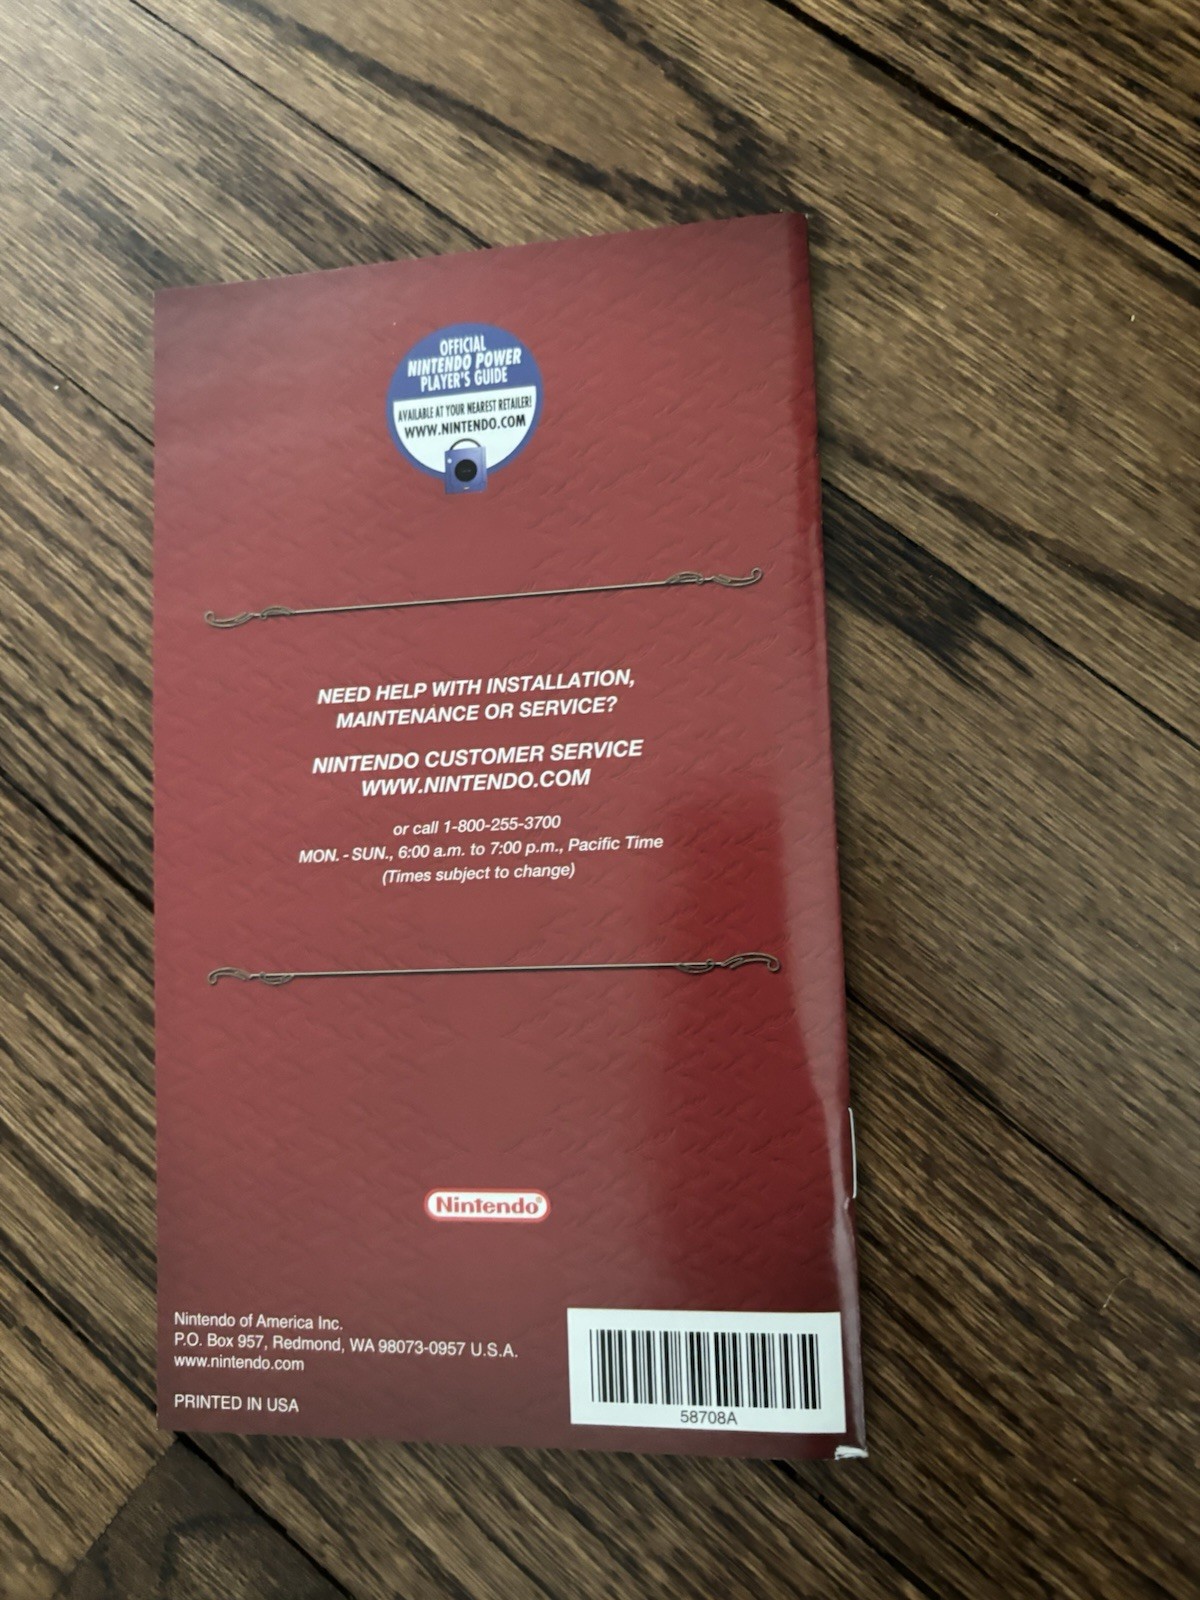 OFFICIAL
NINTENDO POWER
PLAYER'S GUIDE
AVAILABLE AT YOUR NEAREST RETAILER!
WWW.NINTENDO.COM
NEED HELP WITH INSTALLATION,
MAINTENANCE OR SERVICE?
NINTENDO CUSTOMER SERVICE
WWW.NINTENDO.COM
or call 1-800-255-3700
MON. - SUN., 6:00 a.m. to 7:00 p.m., Pacific Time
(Times subject to change)
Nintendo®
Nintendo of America Inc.
P.O. Box 957, Redmond, WA 98073-0957 U.S.A.
www.nintendo.com
PRINTED IN USA
58708A